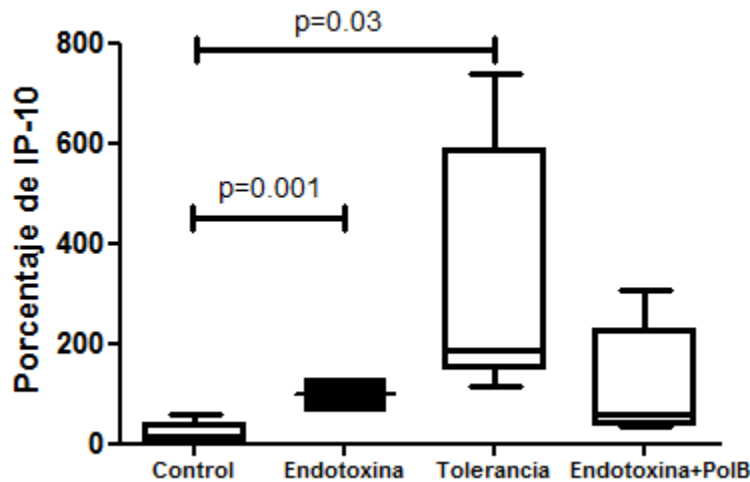 p=0.03
p=0.001
Porcentaje de IP-10
800
600
400
200
0
Control Endotoxina Tolerancia Endotoxina+PolB